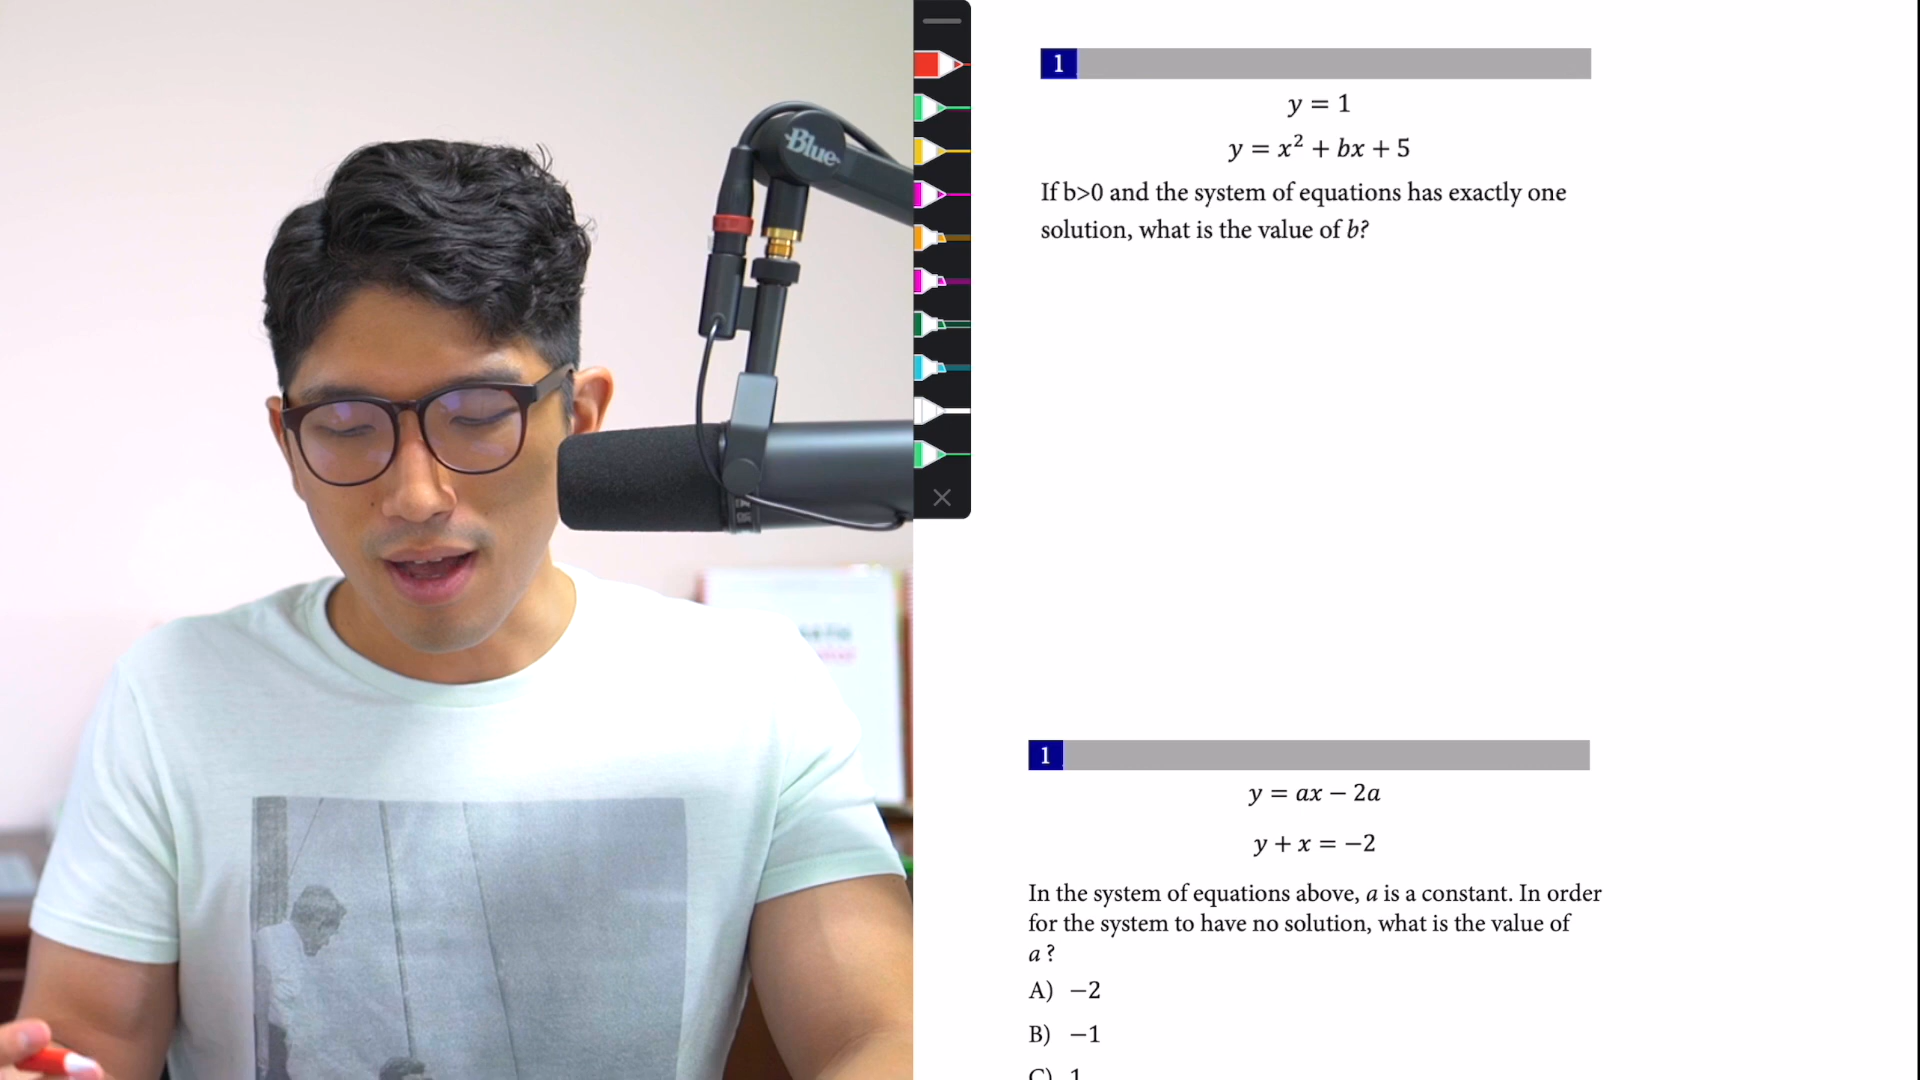 Blue
1
y = 1
y = x² + bx + 5
If b>0 and the system of equations has exactly one
solution, what is the value of b?
1
y = ax − 2a
y + x = −2
In the system of equations above, a is a constant. In order
for the system to have no solution, what is the value of
a ?
A) −2
B) −1
C) 1